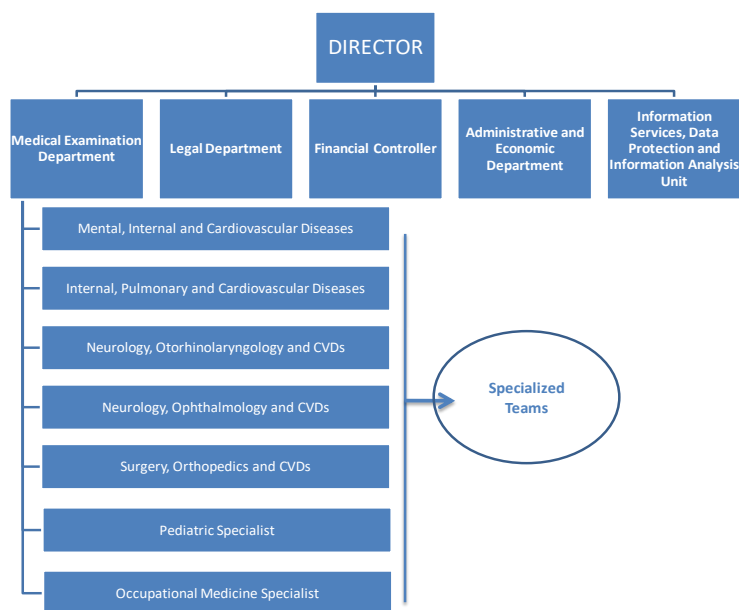 DIRECTOR
Medical Examination
Department
Legal Department
Financial Controller
Administrative and
Economic
Department
Information
Services, Data
Protection and
Information Analysis
Unit
Mental, Internal and Cardiovascular Diseases
Internal, Pulmonary and Cardiovascular Diseases
Neurology, Otorhinolaryngology and CVDs
Neurology, Ophthalmology and CVDs
Surgery, Orthopedics and CVDs
Pediatric Specialist
Occupational Medicine Specialist
Specialized
Teams